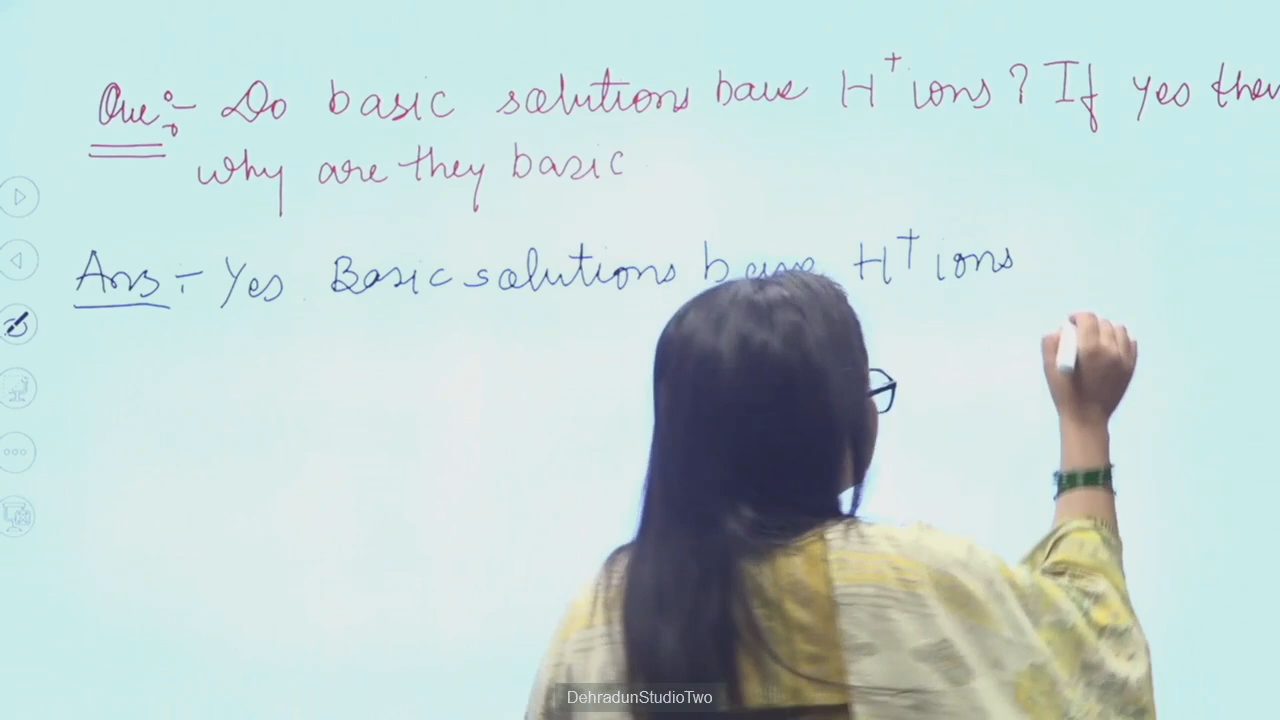 Que:- Do basic solutions have H⁺ ions? If yes then
why are they basic
Ans:- Yes Basic solutions have H⁺ ions
DehradunStudioTwo